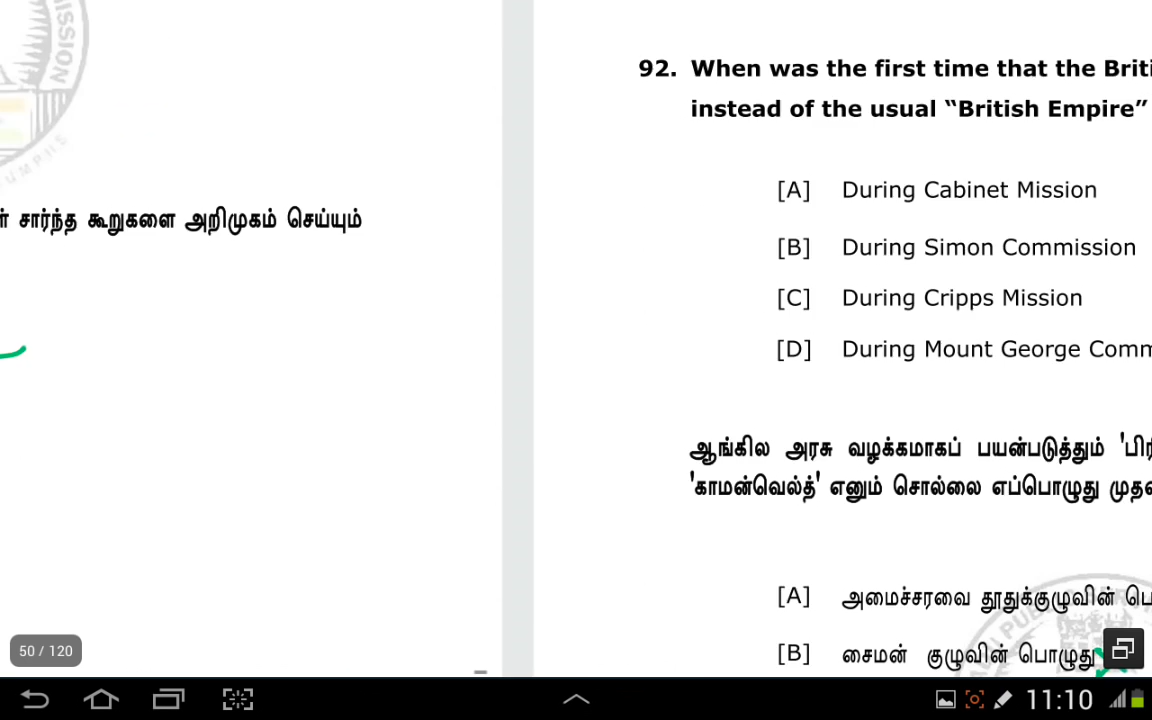 MISSION
சார்ந்த கூறுகளை அறிமுகம் செய்யும்
92. When was the first time that the Briti
instead of the usual “British Empire”
[A] During Cabinet Mission
[B] During Simon Commission
[C] During Cripps Mission
[D] During Mount George Comm
ஆங்கில அரசு வழக்கமாகப் பயன்படுத்தும் 'பிரி
'காமன்வெல்த்' எனும் சொல்லை எப்பொழுது முத
[A] அமைச்சரவை தூதுக்குழுவின் பொ
[B] சைமன் குழுவின் பொழுது
50 / 120
11:10